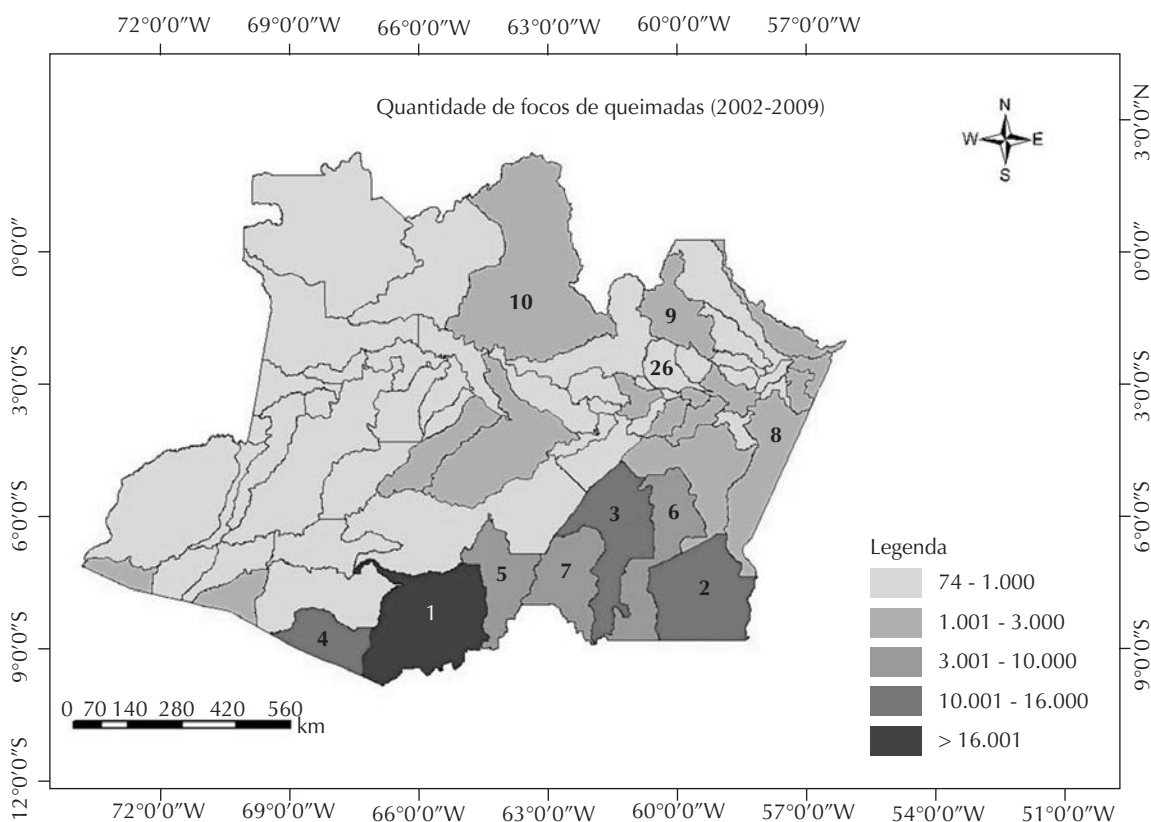 72°0'0"W 69°0'0"W 66°0'0"W 63°0'0"W 60°0'0"W 57°0'0"W
Quantidade de focos de queimadas (2002-2009)
N
W E
S
3°0'0"N
0°0'0" 0°0'0"
3°0'0"S 3°0'0"S
6°0'0"S 6°0'0"S
9°0'0"S 9°0'0"S
12°0'0"S
10
9
26
8
3
6
5
7
2
1
4
Legenda
74 - 1.000
1.001 - 3.000
3.001 - 10.000
10.001 - 16.000
> 16.001
0 70 140 280 420 560
km
72°0'0"W 69°0'0"W 66°0'0"W 63°0'0"W 60°0'0"W 57°0'0"W 54°0'0"W 51°0'0"W